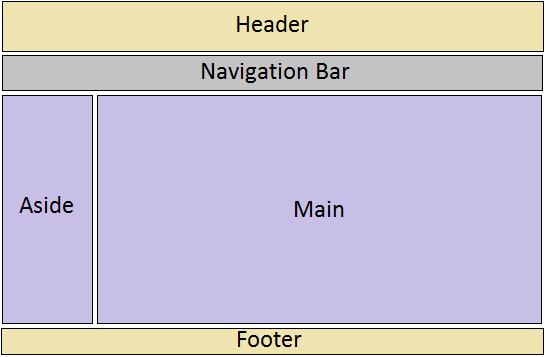 Header
Navigation Bar
Aside
Main
Footer